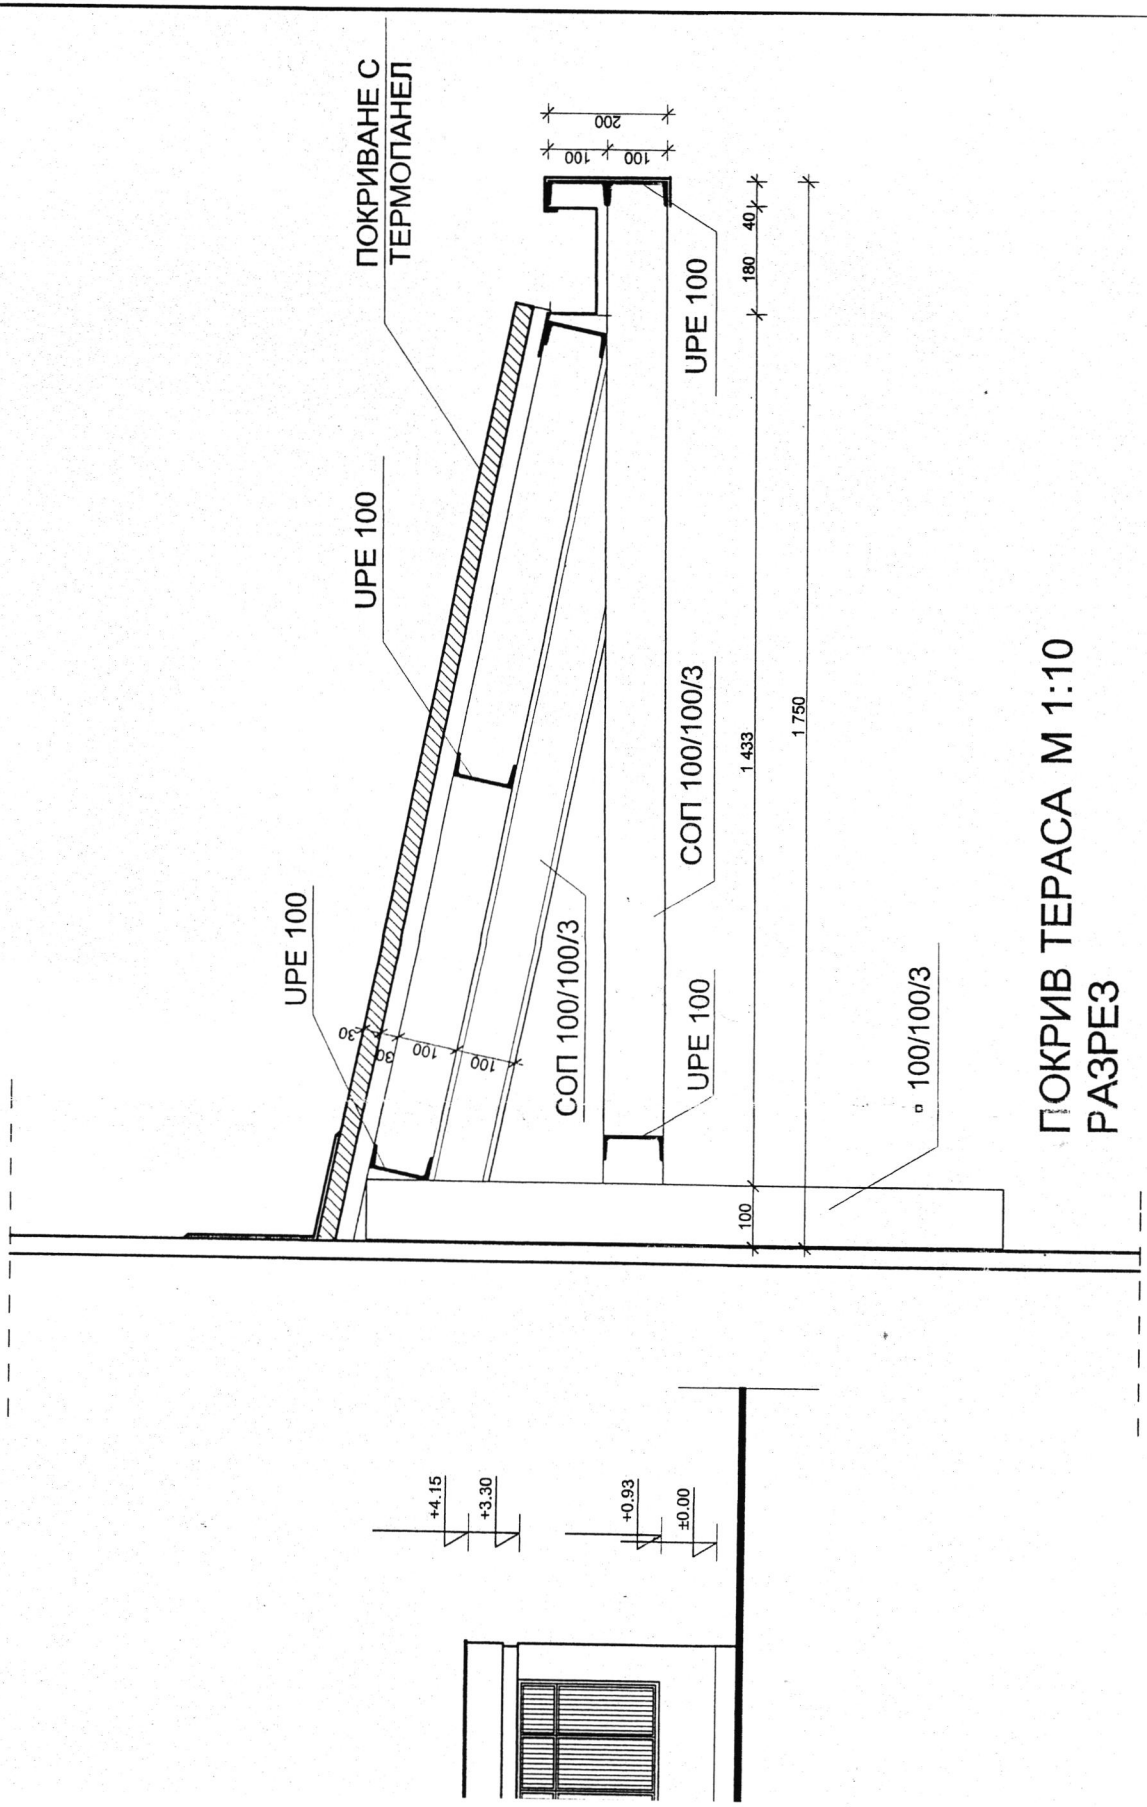 ПОКРИВАНЕ С
ТЕРМОПАНЕЛ
UPE 100
UPE 100
30
30
100
100
100
100
200
UPE 100
40
180
СОП 100/100/3
СОП 100/100/3
UPE 100
1 433
1 750
100
▫ 100/100/3
ПОКРИВ ТЕРАСА М 1:10
РАЗРЕЗ
+4.15
+3.30
+0.93
±0.00